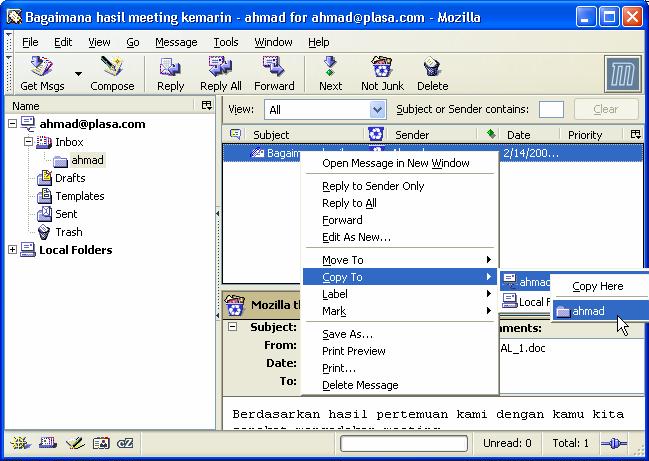 Bagaimana hasil meeting kemarin - ahmad for ahmad@plasa.com - Mozilla
File Edit View Go Message Tools Window Help
Get Msgs Compose Reply Reply All Forward Next Not Junk Delete
Name
ahmad@plasa.com
Inbox
ahmad
Drafts
Templates
Sent
Trash
Local Folders
View: All Subject or Sender contains: Clear
Subject Sender Date Priority
2/14/200...
Open Message in New Window
Reply to Sender Only
Reply to All
Forward
Edit As New...
Move To
Copy To
Label
Mark
Save As...
Print Preview
Print...
Delete Message
ahmad
Local F
Copy Here
ahmad
Mozilla th
Subject:
From:
Date:
To:
mments:
AL_1.doc
Berdasarkan hasil pertemuan kami dengan kamu kita
Unread: 0 Total: 1